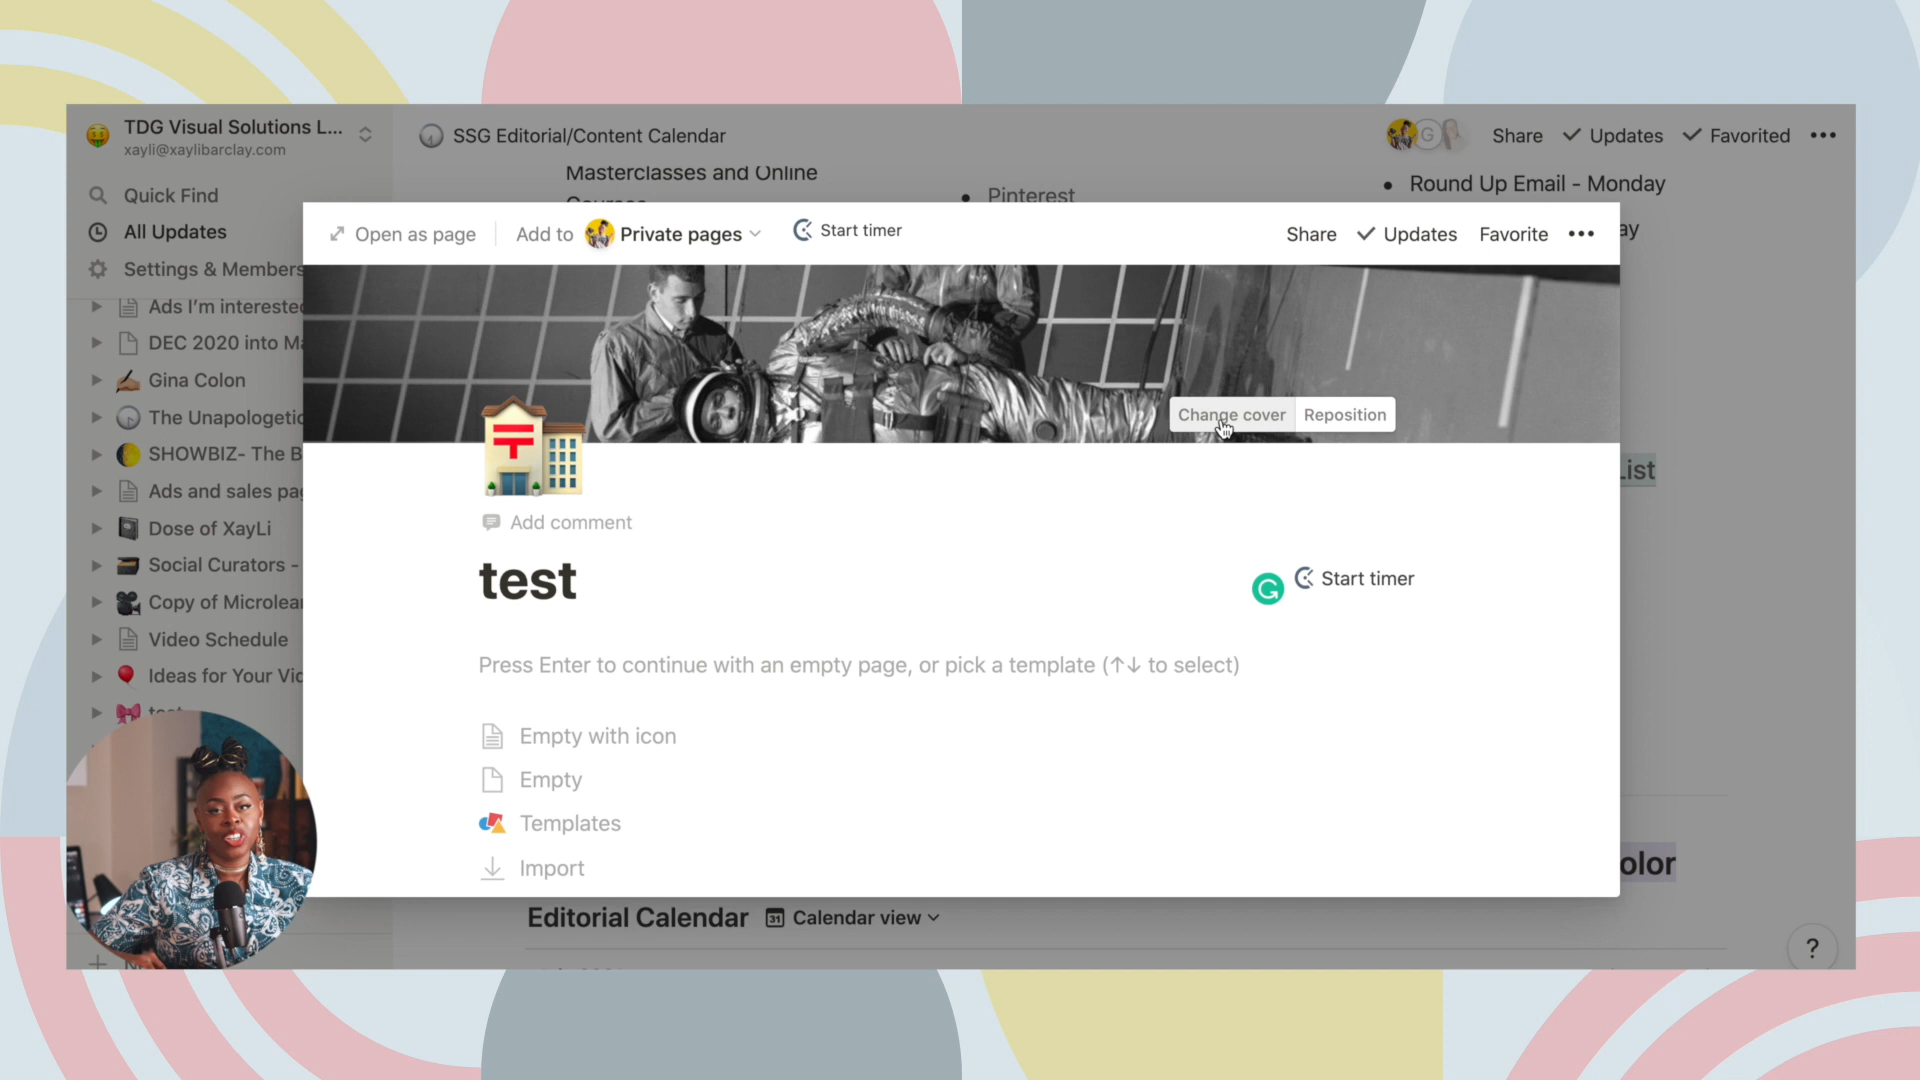 TDG Visual Solutions L...
xayli@xaylibarclay.com
Quick Find
All Updates
Settings & Members
Ads I'm interested
DEC 2020 into
Gina Colon
The Unapologetic
SHOWBIZ- The B
Ads and sales
Dose of XayLi
Social Curators -
Copy of Microlear
Video Schedule
Ideas for Your Vid
SSG Editorial/Content Calendar
Share
Updates
Favorited
•••
Masterclasses and Online
Pinterest
Round Up Email - Monday
ay
Open as page
Add to
Private pages
Start timer
Share
Updates
Favorite
•••
Change cover
Reposition
List
Add comment
test
Start timer
Press Enter to continue with an empty page, or pick a template (↑↓ to select)
Empty with icon
Empty
Templates
Import
olor
Editorial Calendar
31 Calendar view
?